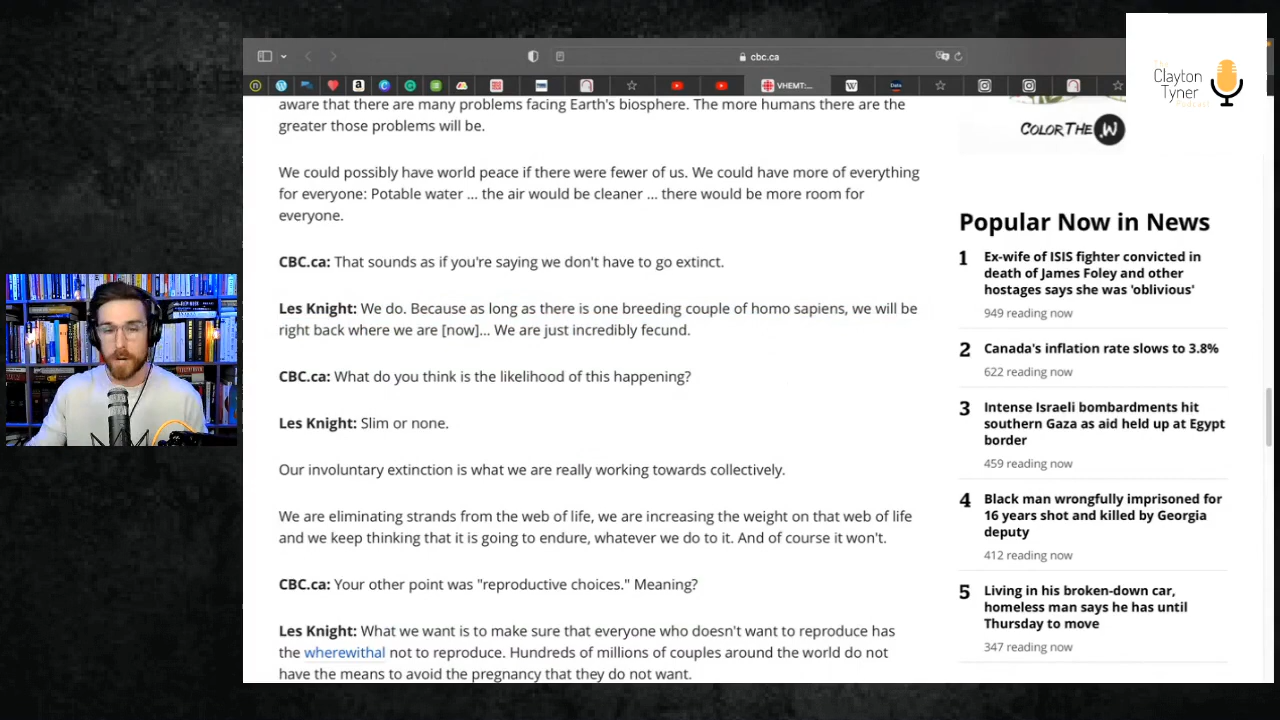 cbc.ca
VHEMT:...
The
Clayton
Tyner
Podcast
aware that there are many problems facing Earth's biosphere. The more humans there are the
greater those problems will be.
We could possibly have world peace if there were fewer of us. We could have more of everything
for everyone: Potable water ... the air would be cleaner ... there would be more room for
everyone.
CBC.ca: That sounds as if you're saying we don't have to go extinct.
Les Knight: We do. Because as long as there is one breeding couple of homo sapiens, we will be
right back where we are [now]... We are just incredibly fecund.
CBC.ca: What do you think is the likelihood of this happening?
Les Knight: Slim or none.
Our involuntary extinction is what we are really working towards collectively.
We are eliminating strands from the web of life, we are increasing the weight on that web of life
and we keep thinking that it is going to endure, whatever we do to it. And of course it won't.
CBC.ca: Your other point was "reproductive choices." Meaning?
Les Knight: What we want is to make sure that everyone who doesn't want to reproduce has
the wherewithal not to reproduce. Hundreds of millions of couples around the world do not
have the means to avoid the pregnancy that they do not want.
COLORTHE.W
Popular Now in News
1 Ex-wife of ISIS fighter convicted in
death of James Foley and other
hostages says she was 'oblivious'
949 reading now
2 Canada's inflation rate slows to 3.8%
622 reading now
3 Intense Israeli bombardments hit
southern Gaza as aid held up at Egypt
border
459 reading now
4 Black man wrongfully imprisoned for
16 years shot and killed by Georgia
deputy
412 reading now
5 Living in his broken-down car,
homeless man says he has until
Thursday to move
347 reading now